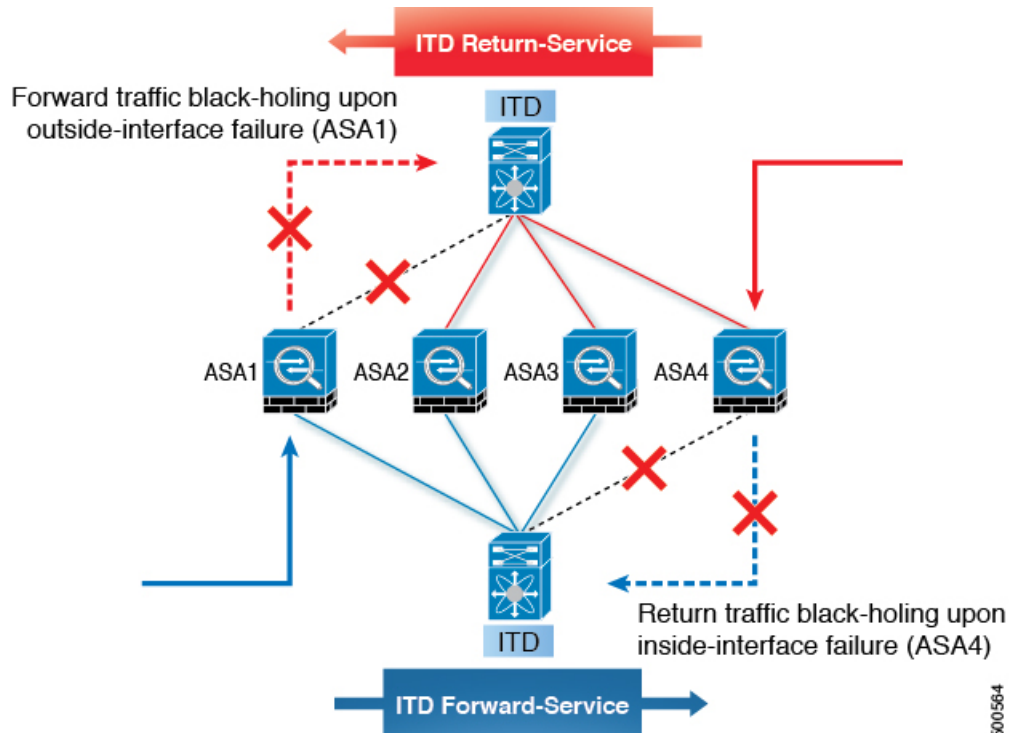 ITD Return-Service
Forward traffic black-holing upon
outside-interface failure (ASA1)
ITD
ASA1
ASA2
ASA3
ASA4
ITD
Return traffic black-holing upon
inside-interface failure (ASA4)
ITD Forward-Service
500564